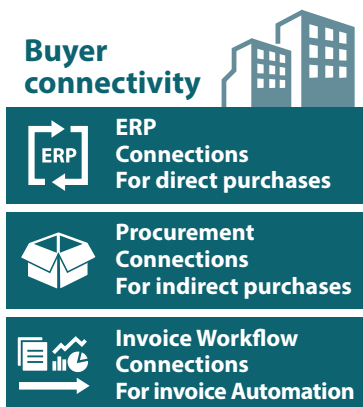 Buyer
connectivity
ERP
ERP
Connections
For direct purchases
Procurement
Connections
For indirect purchases
Invoice Workflow
Connections
For invoice Automation